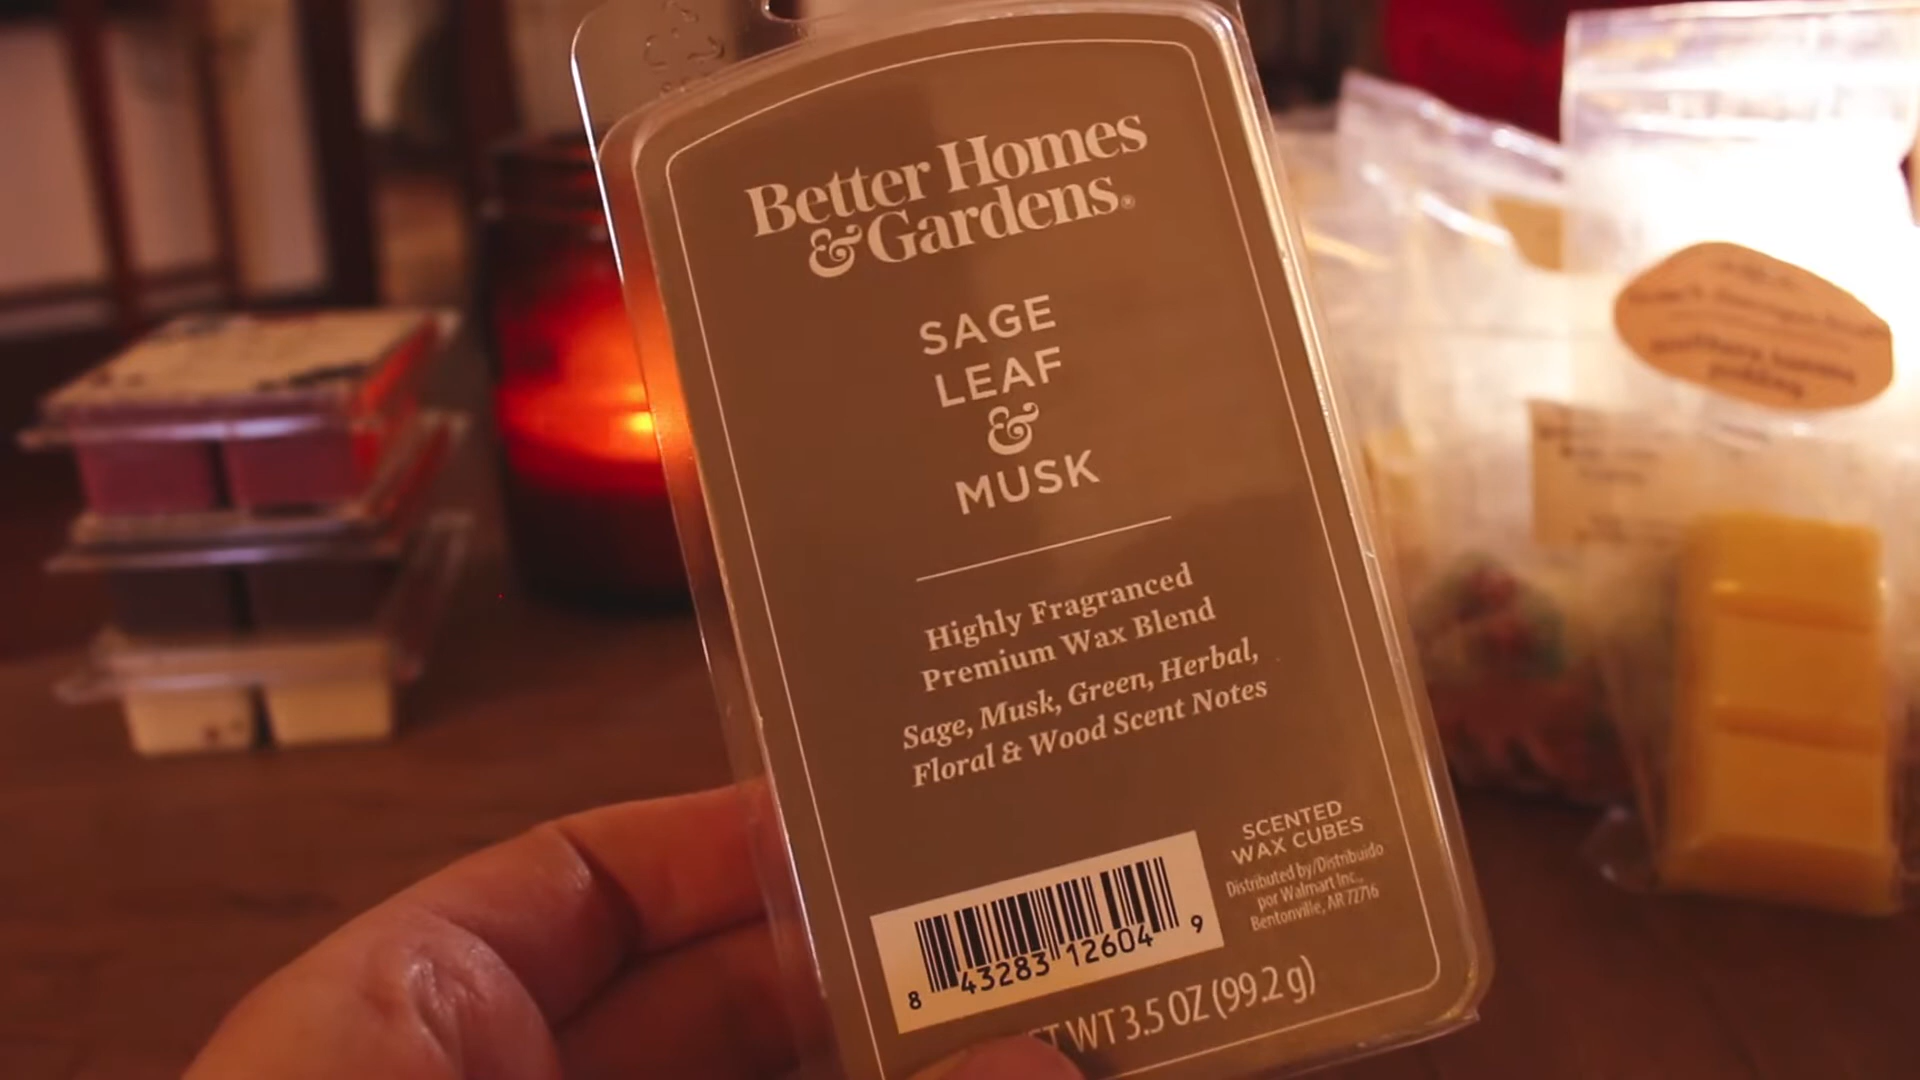 Better Homes
& Gardens®
SAGE
LEAF
&
MUSK
Highly Fragranced
Premium Wax Blend
Sage, Musk, Green, Herbal,
Floral & Wood Scent Notes
SCENTED
WAX CUBES
Distributed by/Distribuido
por Walmart Inc.,
Bentonville, AR 72716
8 43283 12604 9
WT 3.5 OZ (99.2 g)